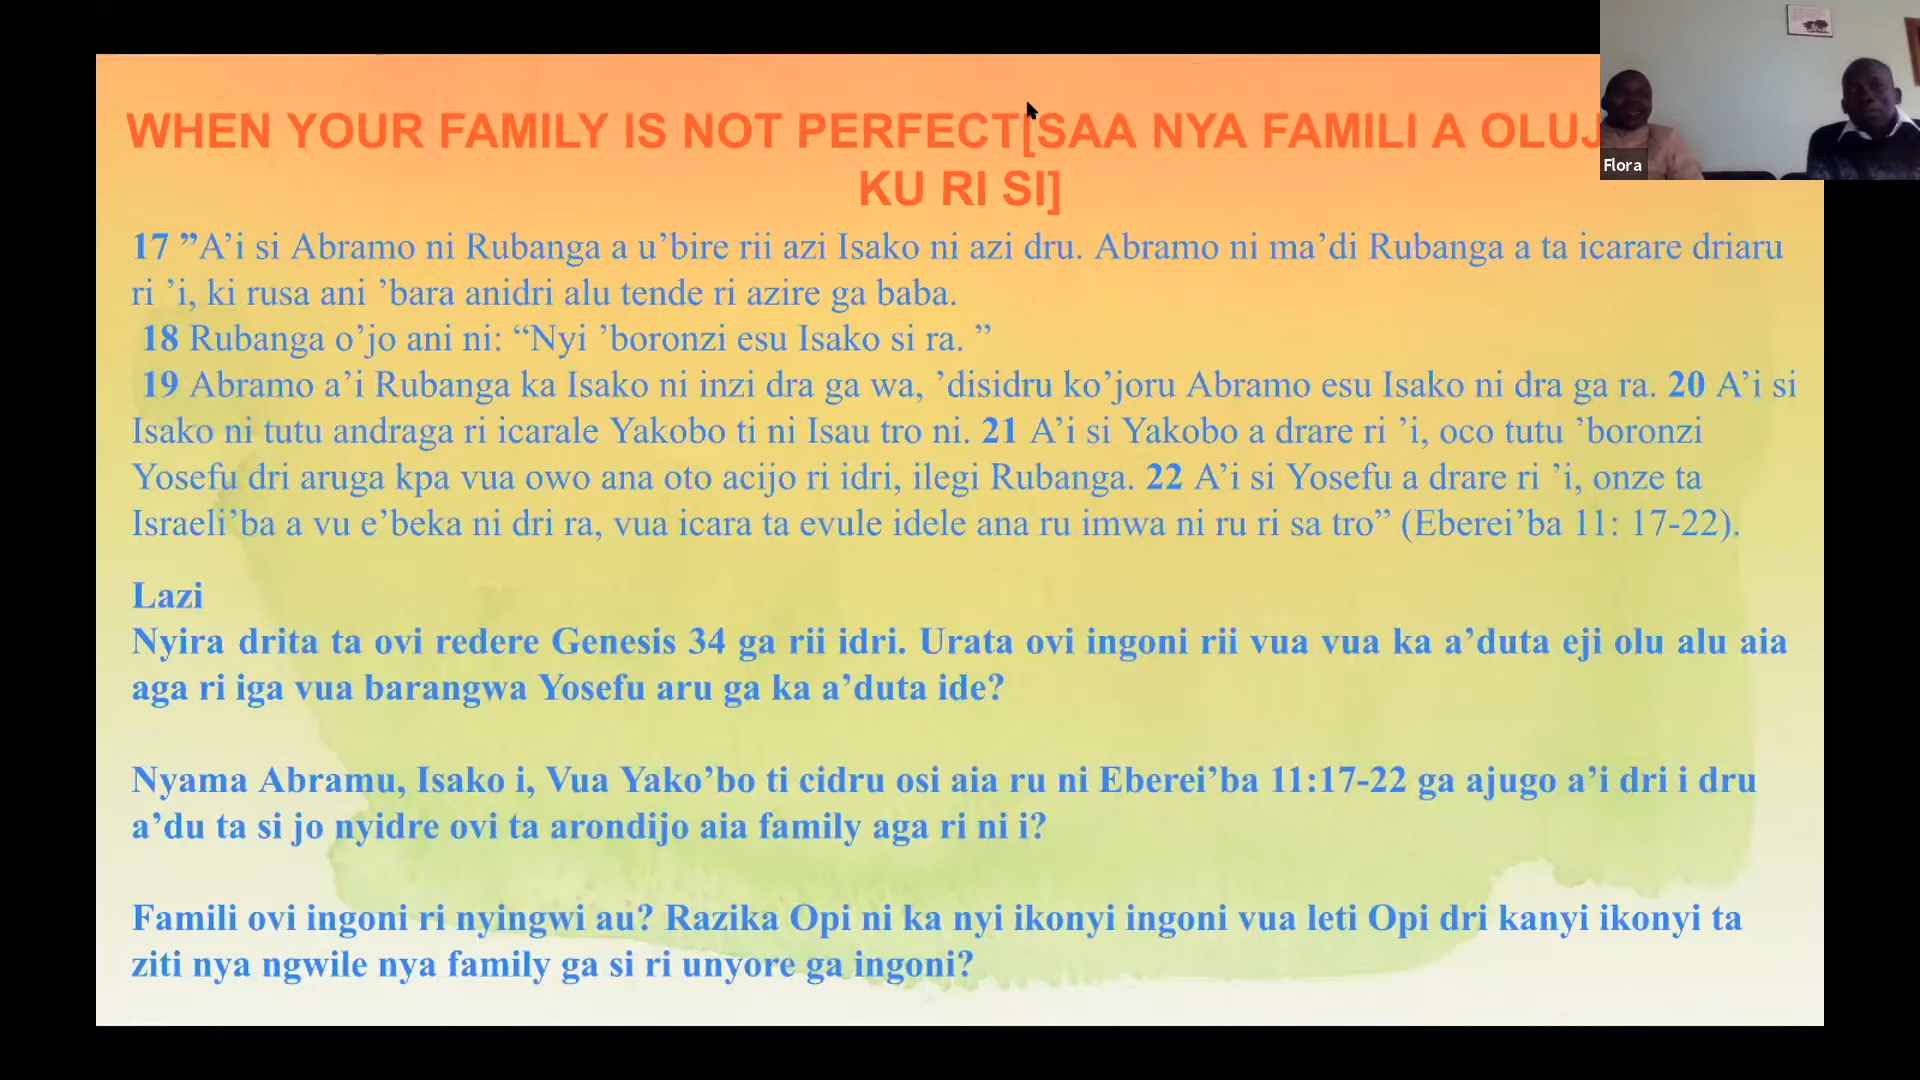 WHEN YOUR FAMILY IS NOT PERFECT[SAA NYA FAMILI A
KU RI SI]
17 ”A’i si Abramo ni Rubanga a u’bire rii azi Isako ni azi dru. Abramo ni ma’di Rubanga a ta icarare driaru
ri ’i, ki rusa ani ’bara anidri alu tende ri azire ga baba.
18 Rubanga o’jo ani ni: “Nyi ’boronzi esu Isako si ra. ”
19 Abramo a’i Rubanga ka Isako ni inzi dra ga wa, ’disidru ko’joru Abramo esu Isako ni dra ga ra. 20 A’i si
Isako ni tutu andraga ri icarale Yakobo ti ni Isau tro ni. 21 A’i si Yakobo a drare ri ’i, oco tutu ’boronzi
Yosefu dri aruga kpa vua owo ana oto acijo ri idri, ilegi Rubanga. 22 A’i si Yosefu a drare ri ’i, onze ta
Israeli’ba a vu e’beka ni dri ra, vua icara ta evule idele ana ru imwa ni ru ri sa tro” (Eberei’ba 11: 17-22).
Lazi
Nyira drita ta ovi redere Genesis 34 ga rii idri. Urata ovi ingoni rii vua vua ka a’duta eji olu alu aia
aga ri iga vua barangwa Yosefu aru ga ka a’duta ide?
Nyama Abramu, Isako i, Vua Yako’bo ti cidru osi aia ru ni Eberei’ba 11:17-22 ga ajugo a’i dri i dru
a’du ta si jo nyidre ovi ta arondijo aia family aga ri ni i?
Famili ovi ingoni ri nyingwi au? Razika Opi ni ka nyi ikonyi ingoni vua leti Opi dri kanyi ikonyi ta
ziti nya ngwile nya family ga si ri unyore ga ingoni?
Flora